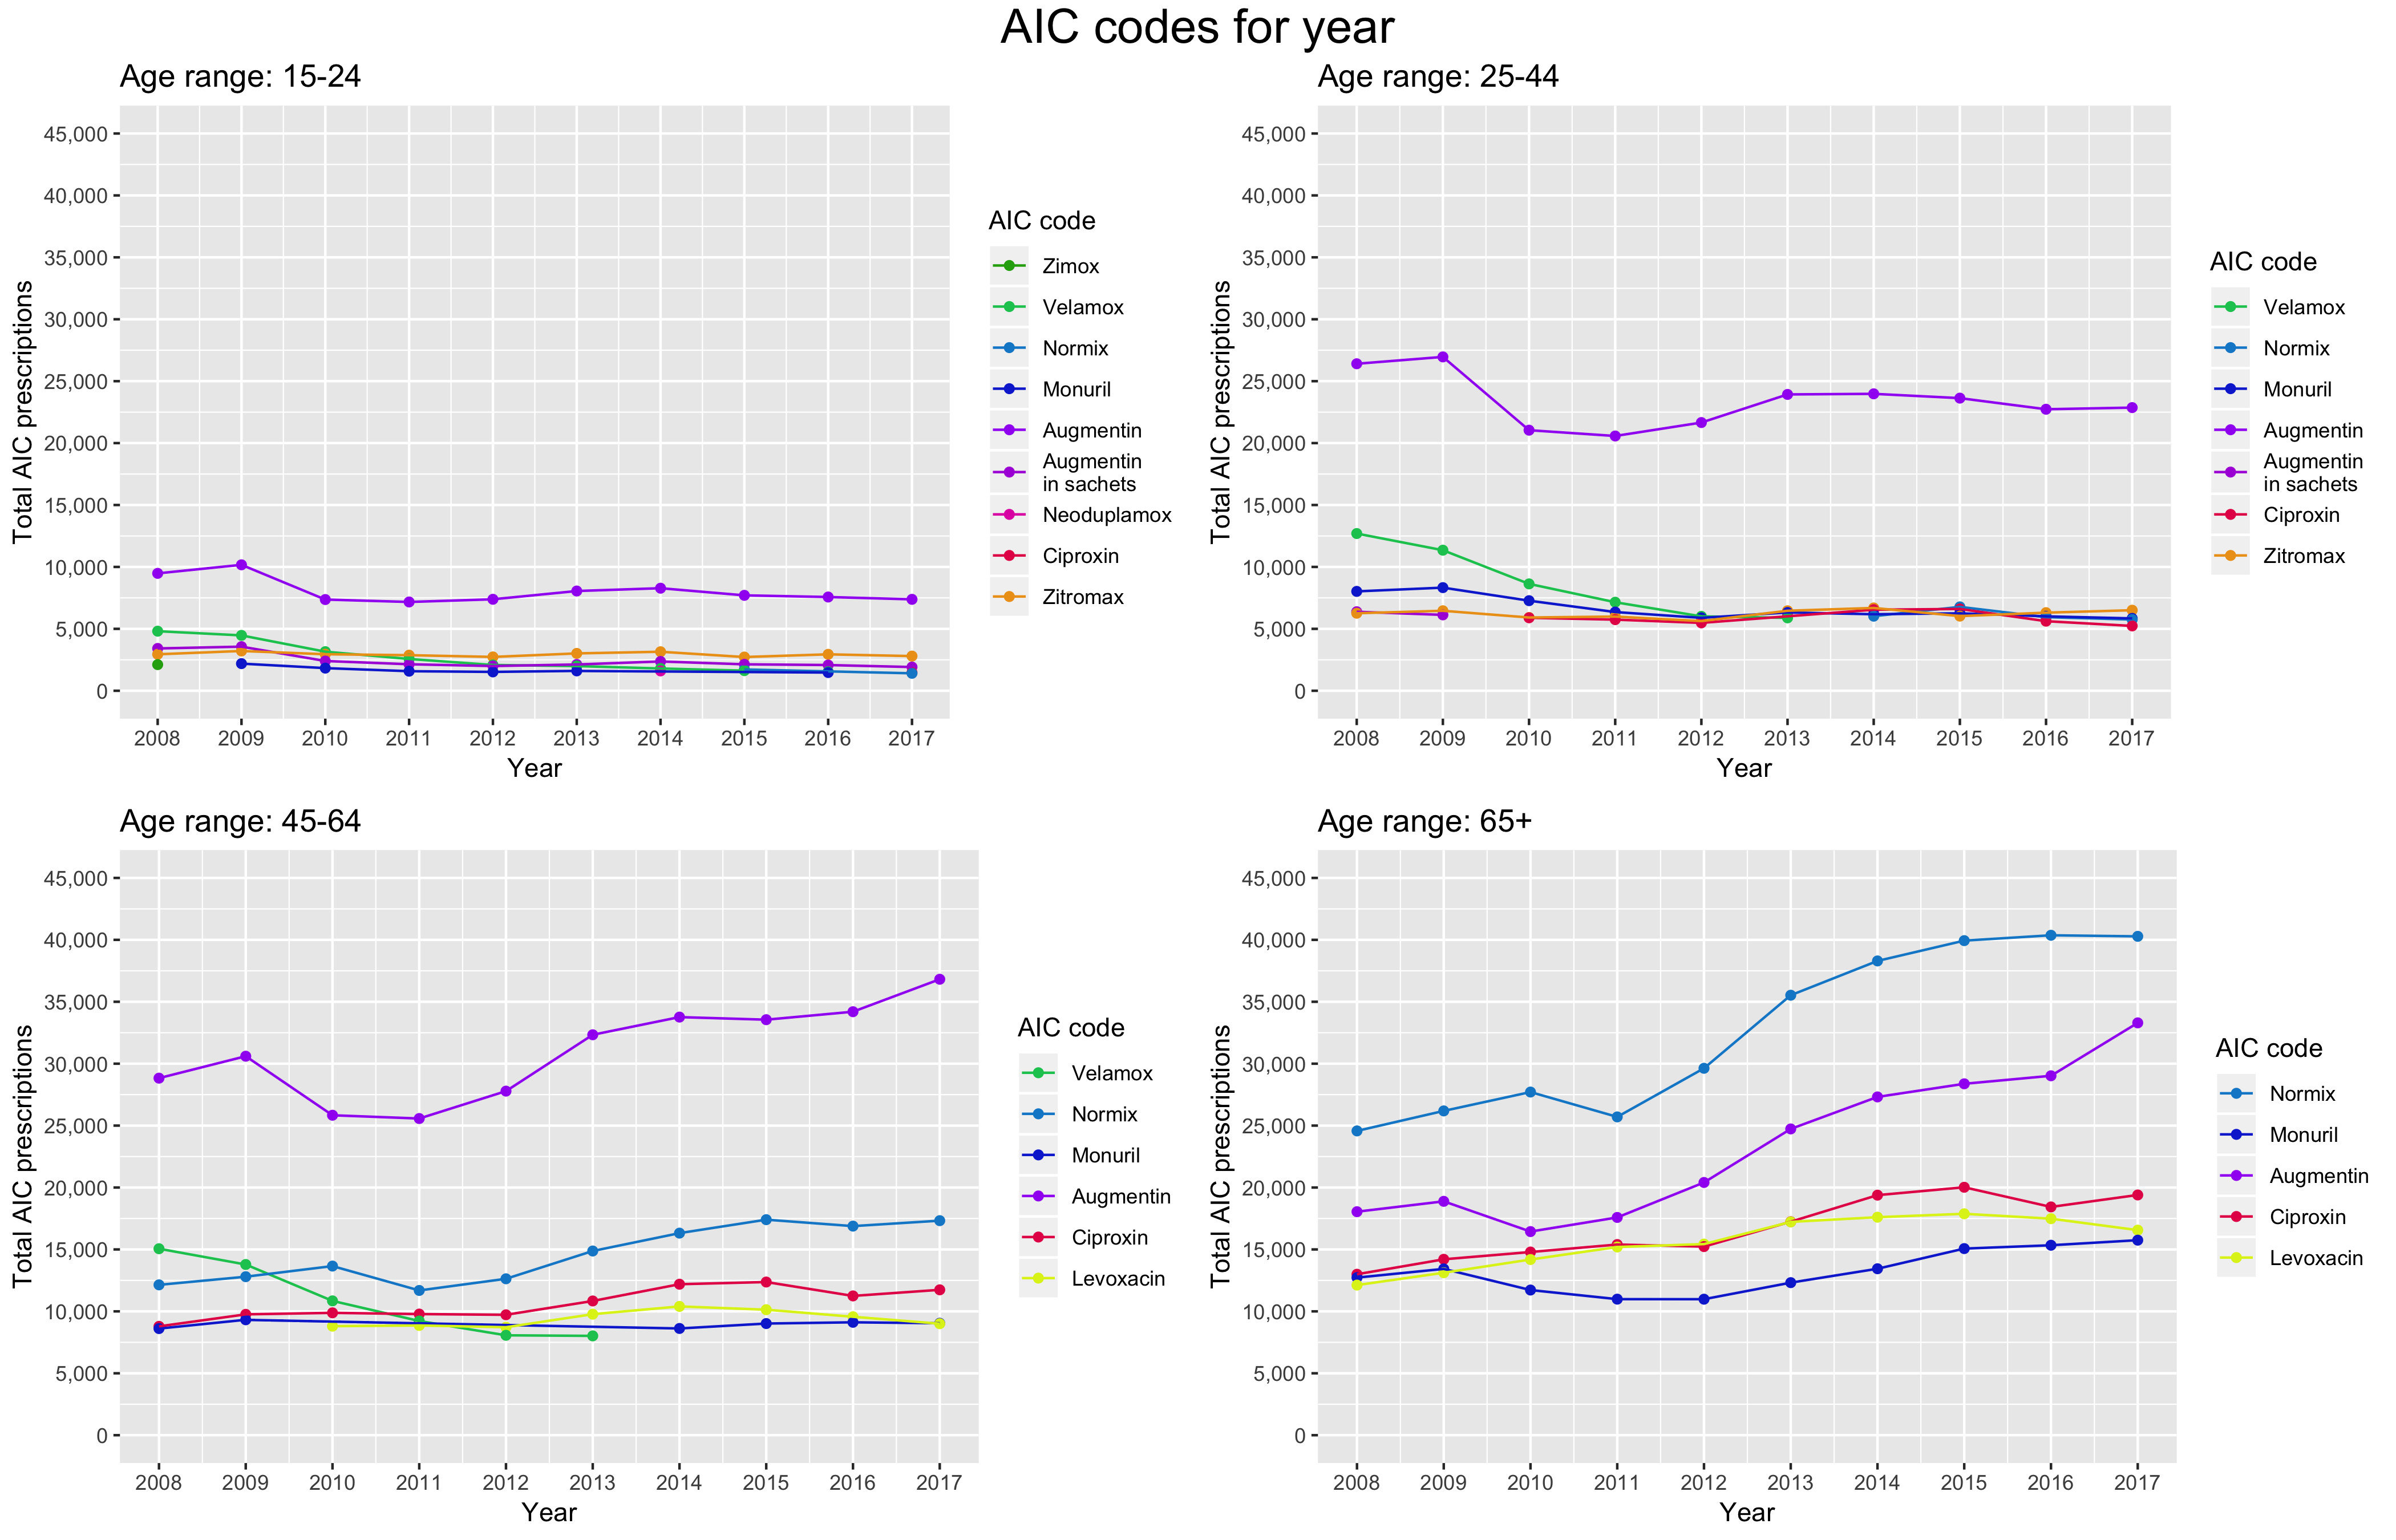 AIC codes for year
Age range: 15-24
Total AIC prescriptions
45,000
40,000
35,000
30,000
25,000
20,000
15,000
10,000
5,000
0
2008 2009 2010 2011 2012 2013 2014 2015 2016 2017
Year
AIC code
Zimox
Velamox
Normix
Monuril
Augmentin
Augmentin
in sachets
Neoduplamox
Ciproxin
Zitromax
Age range: 25-44
Total AIC prescriptions
45,000
40,000
35,000
30,000
25,000
20,000
15,000
10,000
5,000
0
2008 2009 2010 2011 2012 2013 2014 2015 2016 2017
Year
AIC code
Velamox
Normix
Monuril
Augmentin
Augmentin
in sachets
Ciproxin
Zitromax
Age range: 45-64
Total AIC prescriptions
45,000
40,000
35,000
30,000
25,000
20,000
15,000
10,000
5,000
0
2008 2009 2010 2011 2012 2013 2014 2015 2016 2017
Year
AIC code
Velamox
Normix
Monuril
Augmentin
Ciproxin
Levoxacin
Age range: 65+
Total AIC prescriptions
45,000
40,000
35,000
30,000
25,000
20,000
15,000
10,000
5,000
0
2008 2009 2010 2011 2012 2013 2014 2015 2016 2017
Year
AIC code
Normix
Monuril
Augmentin
Ciproxin
Levoxacin